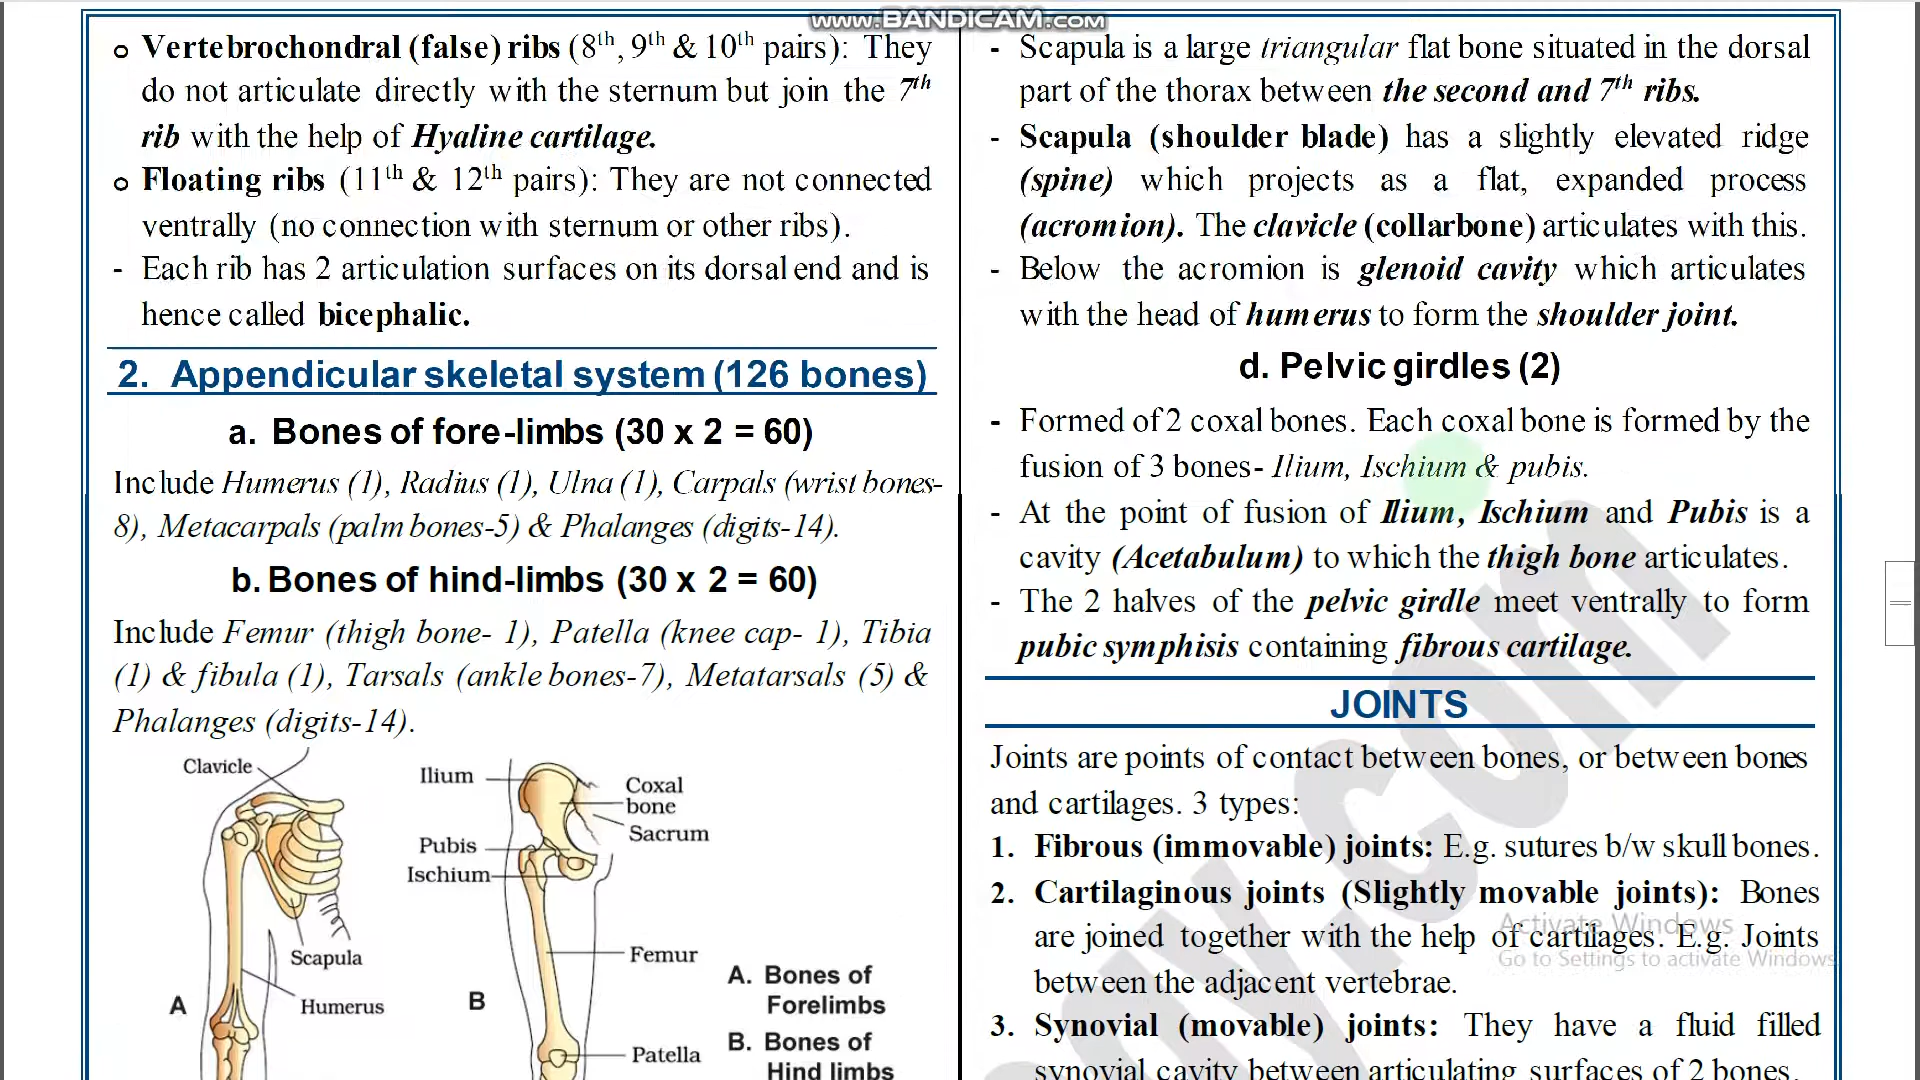 www.BANDICAM.com
o Vertebrochondral (false) ribs (8th, 9th & 10th pairs): They
do not articulate directly with the sternum but join the 7th
rib with the help of Hyaline cartilage.
o Floating ribs (11th & 12th pairs): They are not connected
ventrally (no connection with sternum or other ribs).
- Each rib has 2 articulation surfaces on its dorsal end and is
hence called bicephalic.
2. Appendicular skeletal system (126 bones)
a. Bones of fore-limbs (30 x 2 = 60)
Include Humerus (1), Radius (1), Ulna (1), Carpals (wrist bones-
8), Metacarpals (palm bones-5) & Phalanges (digits-14).
b. Bones of hind-limbs (30 x 2 = 60)
Include Femur (thigh bone- 1), Patella (knee cap- 1), Tibia
(1) & fibula (1), Tarsals (ankle bones-7), Metatarsals (5) &
Phalanges (digits-14).
Clavicle
Scapula
Humerus
A
Ilium
Pubis
Ischium
Coxal
bone
Sacrum
Femur
Patella
B
A. Bones of
Forelimbs
B. Bones of
Hind limbs
- Scapula is a large triangular flat bone situated in the dorsal
part of the thorax between the second and 7th ribs.
- Scapula (shoulder blade) has a slightly elevated ridge
(spine) which projects as a flat, expanded process
(acromion). The clavicle (collarbone) articulates with this.
- Below the acromion is glenoid cavity which articulates
with the head of humerus to form the shoulder joint.
d. Pelvic girdles (2)
- Formed of 2 coxal bones. Each coxal bone is formed by the
fusion of 3 bones- Ilium, Ischium & pubis.
- At the point of fusion of Ilium, Ischium and Pubis is a
cavity (Acetabulum) to which the thigh bone articulates.
- The 2 halves of the pelvic girdle meet ventrally to form
pubic symphisis containing fibrous cartilage.
JOINTS
Joints are points of contact between bones, or between bones
and cartilages. 3 types:
1. Fibrous (immovable) joints: E.g. sutures b/w skull bones.
2. Cartilaginous joints (Slightly movable joints): Bones
are joined together with the help of cartilages. E.g. Joints
between the adjacent vertebrae.
3. Synovial (movable) joints: They have a fluid filled
synovial cavity between articulating surfaces of 2 bones.
Activate Windows
Go to Settings to activate Windows